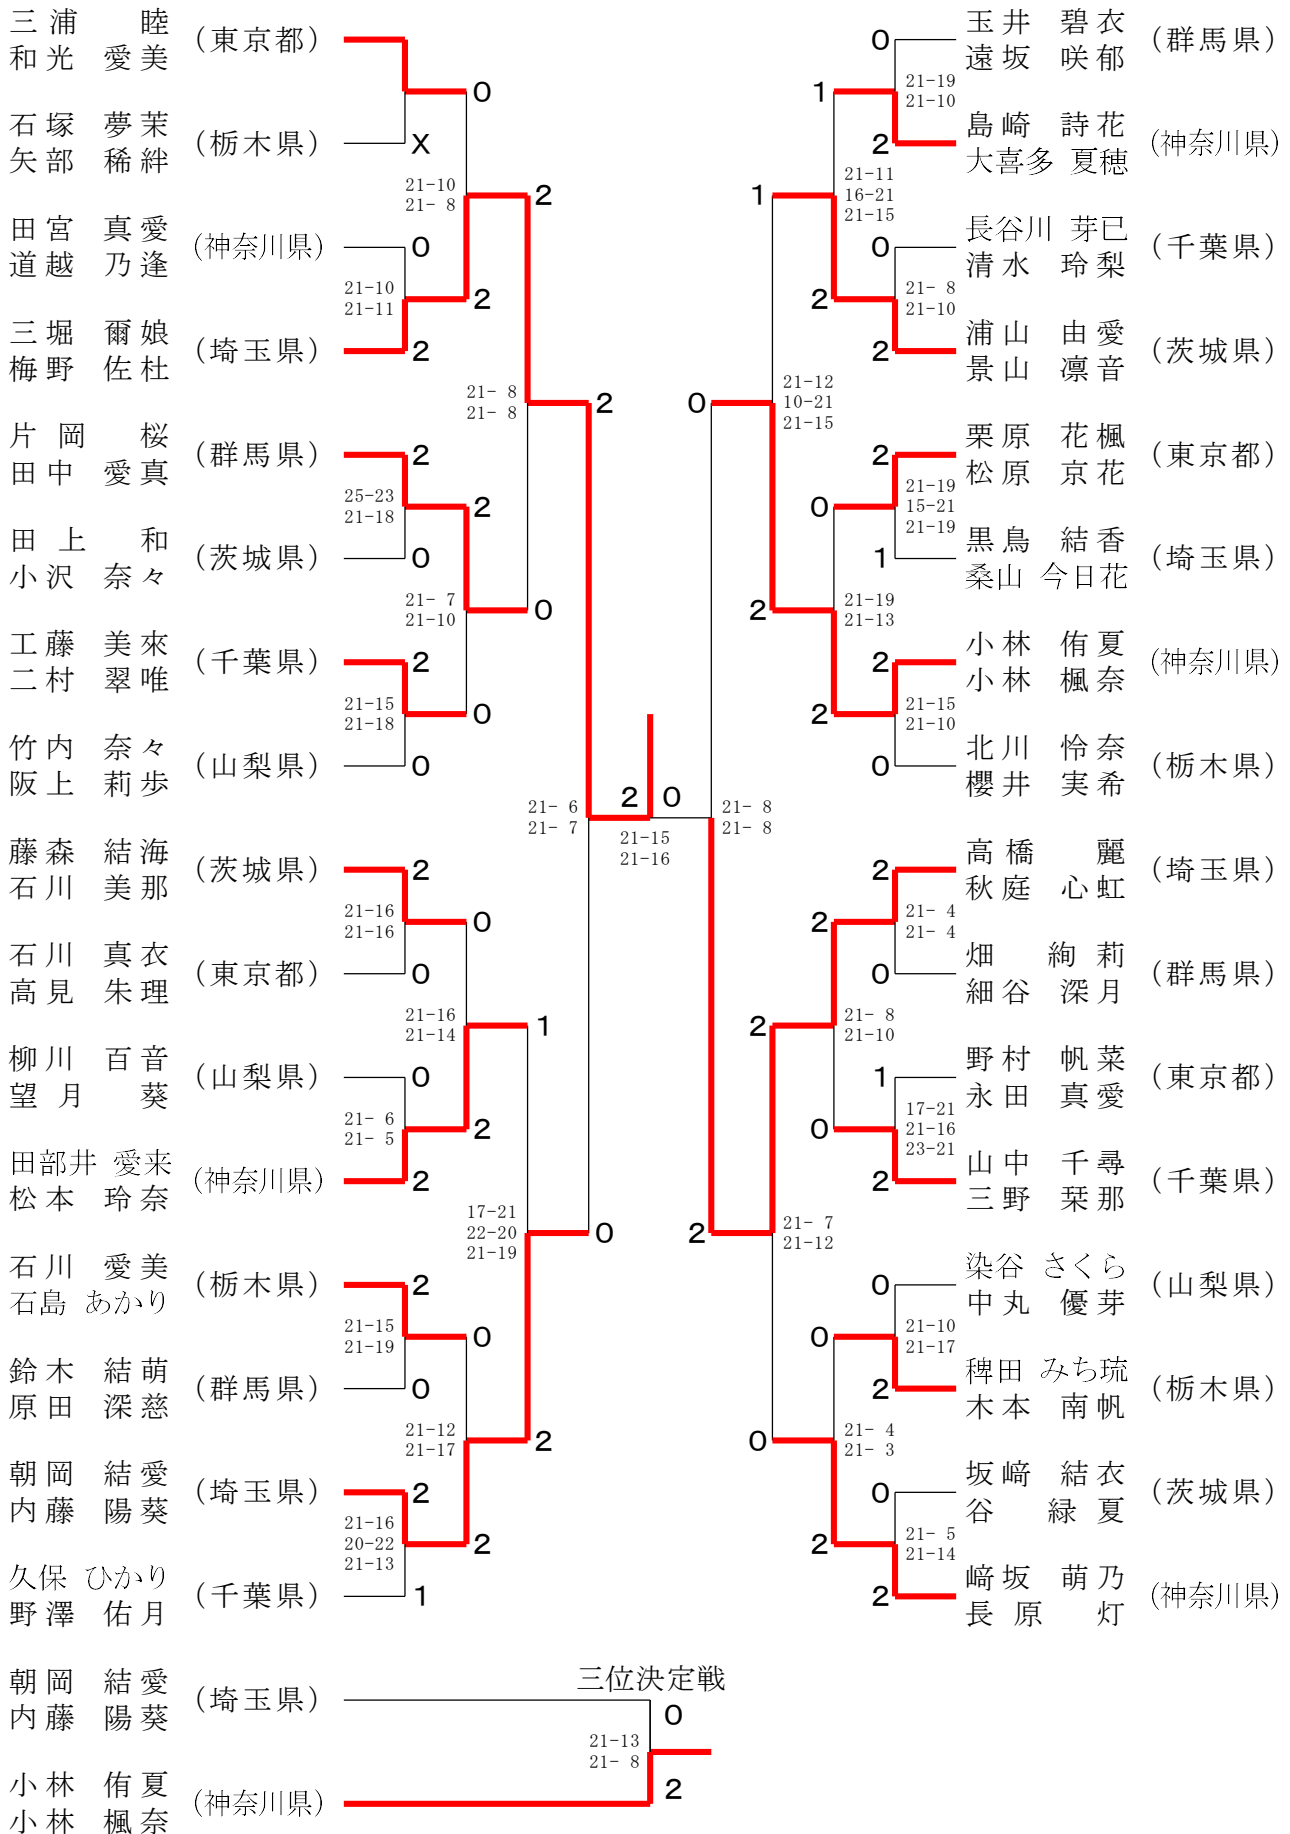 三浦 睦
和光 愛美
(東京都)
0
石塚 夢茉
矢部 稀絆
(栃木県)
X
21-10
21- 8
2
田宮 真愛
道越 乃逢
(神奈川県)
0
21-10
21-11
2
三堀 爾娘
梅野 佐杜
(埼玉県)
2
21- 8
21- 8
2
片岡 桜
田中 愛真
(群馬県)
2
25-23
21-18
2
田上 和
小沢 奈々
(茨城県)
0
21- 7
21-10
0
工藤 美來
二村 翠唯
(千葉県)
2
21-15
21-18
0
竹内 奈々
阪上 莉歩
(山梨県)
0
21- 6
21- 7
2 0
21-15
21-16
藤森 結海
石川 美那
(茨城県)
2
21-16
21-16
0
石川 真衣
高見 朱理
(東京都)
0
21-16
21-14
1
柳川 百音
望月 葵
(山梨県)
0
21- 6
21- 5
2
田部井 愛来
松本 玲奈
(神奈川県)
2
17-21
22-20
21-19
0
石川 愛美
石島 あかり
(栃木県)
2
21-15
21-19
0
鈴木 結萌
原田 深慈
(群馬県)
0
21-12
21-17
2
朝岡 結愛
内藤 陽葵
(埼玉県)
2
21-16
20-22
21-13
2
久保 ひかり
野澤 佑月
(千葉県)
1
玉井 碧衣
遠坂 咲郁
(群馬県)
0
21-19
21-10
1
島崎 詩花
大喜多 夏穂
(神奈川県)
2
21-11
16-21
21-15
1
長谷川 芽已
清水 玲梨
(千葉県)
0
21- 8
21-10
2
浦山 由愛
景山 凛音
(茨城県)
2
21-12
10-21
21-15
0
栗原 花楓
松原 京花
(東京都)
2
21-19
15-21
21-19
0
黒鳥 結香
桑山 今日花
(埼玉県)
1
21-19
21-13
2
小林 侑夏
小林 楓奈
(神奈川県)
2
21-15
21-10
2
北川 怜奈
櫻井 実希
(栃木県)
0
21- 8
21- 8
高橋 麗
秋庭 心虹
(埼玉県)
2
21- 4
21- 4
2
畑 絢莉
細谷 深月
(群馬県)
0
21- 8
21-10
2
野村 帆菜
永田 真愛
(東京都)
1
17-21
21-16
23-21
0
山中 千尋
三野 栞那
(千葉県)
2
21- 7
21-12
2
染谷 さくら
中丸 優芽
(山梨県)
0
21-10
21-17
0
稗田 みち琉
木本 南帆
(栃木県)
2
21- 4
21- 3
0
坂﨑 結衣
谷 緑夏
(茨城県)
0
21- 5
21-14
2
﨑坂 萌乃
長原 灯
(神奈川県)
2
三位決定戦
朝岡 結愛
内藤 陽葵
(埼玉県)
0
21-13
21- 8
小林 侑夏
小林 楓奈
(神奈川県)
2